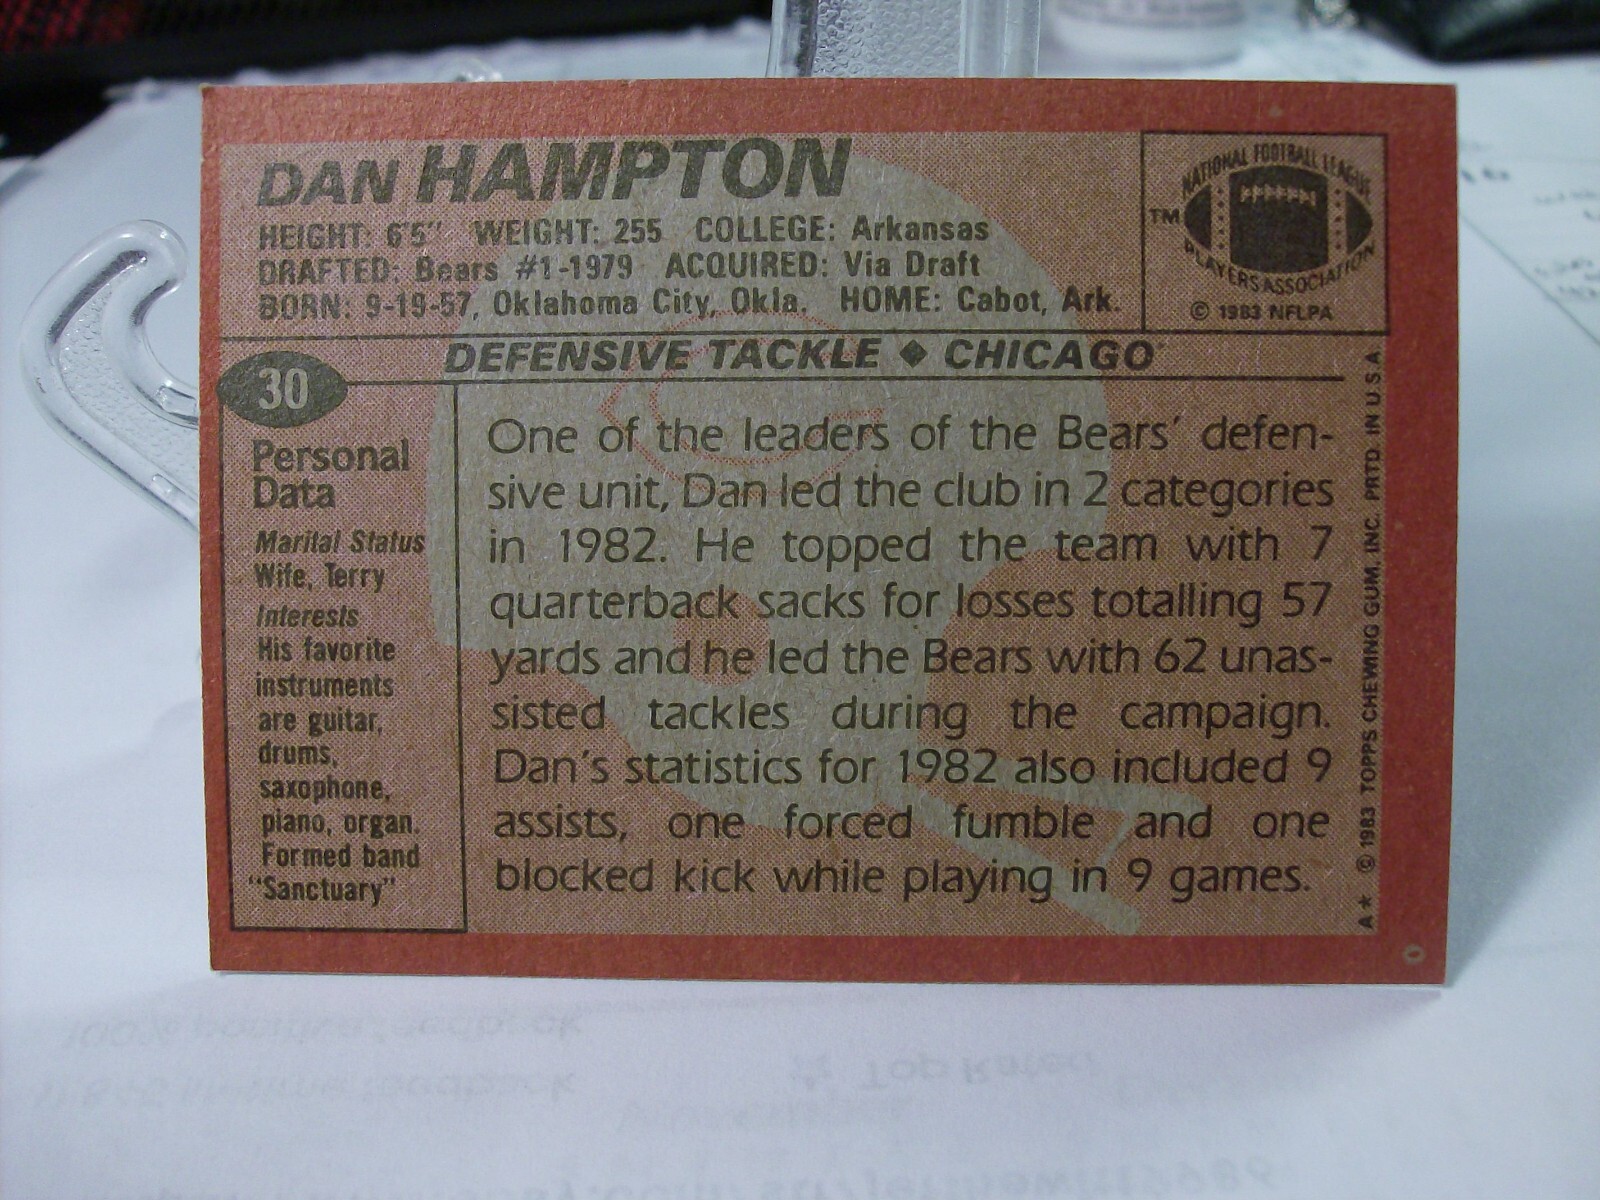 DAN HAMPTON
HEIGHT: 6'5" WEIGHT: 255 COLLEGE: Arkansas
DRAFTED: Bears #1-1979 ACQUIRED: Via Draft
BORN: 9-19-57, Oklahoma City, Okla. HOME: Cabot, Ark.
NATIONAL FOOTBALL LEAGUE
TM
PLAYERS ASSOCIATION
© 1983 NFLPA
DEFENSIVE TACKLE ◆ CHICAGO
30
Personal
Data
Marital Status
Wife, Terry
Interests
His favorite
instruments
are guitar,
drums,
saxophone,
piano, organ.
Formed band
"Sanctuary"
One of the leaders of the Bears' defen-
sive unit, Dan led the club in 2 categories
in 1982. He topped the team with 7
quarterback sacks for losses totalling 57
yards and he led the Bears with 62 unas-
sisted tackles during the campaign.
Dan's statistics for 1982 also included 9
assists, one forced fumble and one
blocked kick while playing in 9 games.
A* © 1983 TOPPS CHEWING GUM, INC. PRTD. IN U.S.A.
100% positive feedback
Top Rated